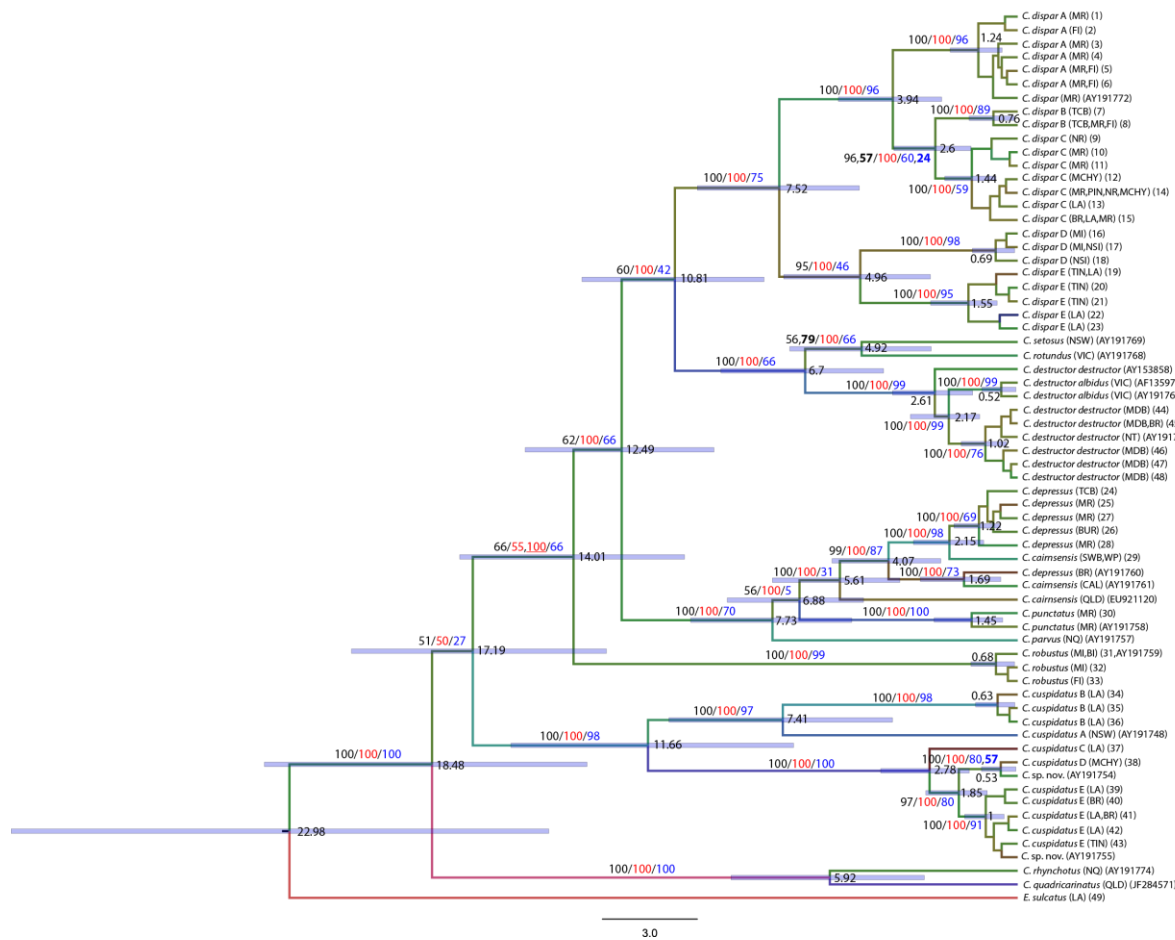 C. dispar A (MR) (1)
C. dispar A (FI) (2)
100/100/96
1.24
C. dispar A (MR) (3)
C. dispar A (MR) (4)
C. dispar A (MR,FI) (5)
C. dispar A (MR,FI) (6)
100/100/96
3.94
C. dispar (MR) (AY191772)
100/100/89
C. dispar B (TCB) (7)
0.76
C. dispar B (TCB,MR,FI) (8)
C. dispar C (NR) (9)
2.6
C. dispar C (MR) (10)
96,57/100/60,24
C. dispar C (MR) (11)
1.44
C. dispar C (MCHY) (12)
100/100/75
7.52
100/100/59
C. dispar C (MR,PIN,NR,MCHY) (14)
C. dispar C (LA) (13)
C. dispar C (BR,LA,MR) (15)
C. dispar D (MI) (16)
100/100/98
C. dispar D (MI,NSI) (17)
0.69
C. dispar D (NSI) (18)
60/100/42
10.81
95/100/46
4.96
C. dispar E (TIN,LA) (19)
C. dispar E (TIN) (20)
100/100/95
1.55
C. dispar E (TIN) (21)
C. dispar E (LA) (22)
C. dispar E (LA) (23)
56,79/100/66
C. setosus (NSW) (AY191769)
4.92
C. rotundus (VIC) (AY191768)
100/100/66
6.7
C. destructor destructor (AY153858)
100/100/99
100/100/99
C. destructor albidus (VIC) (AF13597
0.52
C. destructor albidus (VIC) (AY19176
2.61
C. destructor destructor (MDB) (44)
2.17
C. destructor destructor (MDB,BR) (45
100/100/99
C. destructor destructor (NT) (AY191
1.02
62/100/66
12.49
100/100/76
C. destructor destructor (MDB) (46)
C. destructor destructor (MDB) (47)
C. destructor destructor (MDB) (48)
C. depressus (TCB) (24)
C. depressus (MR) (25)
100/100/69
1.22
C. depressus (MR) (27)
100/100/98
C. depressus (BUR) (26)
2.15
C. depressus (MR) (28)
66/55,100/66
14.01
99/100/87
4.07
C. cairnsensis (SWB,WP) (29)
100/100/31
5.61
100/100/73
C. depressus (BR) (AY191760)
1.69
C. cairnsensis (CAL) (AY191761)
56/100/5
6.88
C. cairnsensis (QLD) (EU921120)
100/100/70
7.73
100/100/100
C. punctatus (MR) (30)
1.45
C. punctatus (MR) (AY191758)
C. parvus (NQ) (AY191757)
51/50/27
17.19
100/100/99
0.68
C. robustus (MI,BI) (31,AY191759)
C. robustus (MI) (32)
C. robustus (FI) (33)
100/100/98
0.63
C. cuspidatus B (LA) (34)
C. cuspidatus B (LA) (35)
100/100/97
7.41
C. cuspidatus B (LA) (36)
C. cuspidatus A (NSW) (AY191748)
100/100/98
11.66
C. cuspidatus C (LA) (37)
100/100/100
18.48
100/100/100
2.78
100/100/80,57
C. cuspidatus D (MCHY) (38)
0.53
C. sp. nov. (AY191754)
1.85
C. cuspidatus E (LA) (39)
97/100/80
C. cuspidatus E (BR) (40)
1
C. cuspidatus E (LA,BR) (41)
100/100/91
C. cuspidatus E (LA) (42)
22.98
C. cuspidatus E (TIN) (43)
C. sp. nov. (AY191755)
100/100/100
5.92
C. rhynchotus (NQ) (AY191774)
C. quadricarinatus (QLD) (JF284571)
E. sulcatus (LA) (49)
3.0